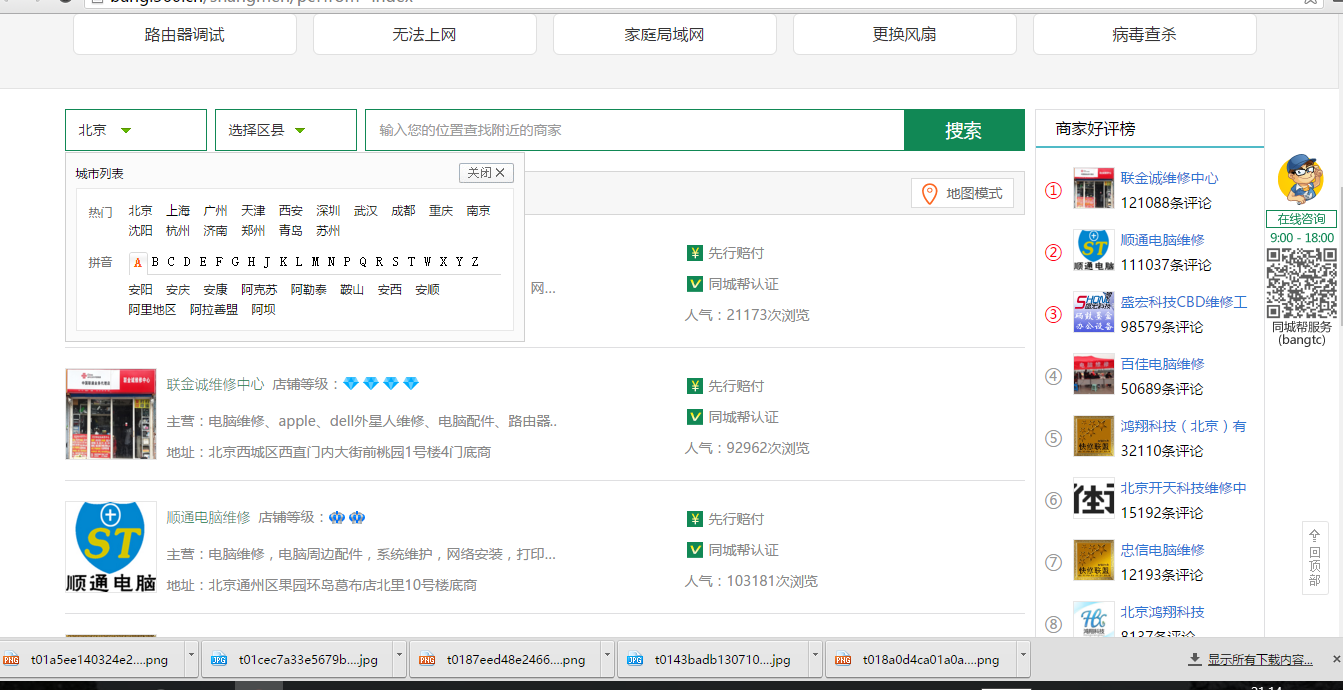 路由器调试
无法上网
家庭局域网
更换风扇
病毒查杀
北京
选择区县
输入您的位置查找附近的商家
搜索
城市列表
关闭
热门 北京 上海 广州 天津 西安 深圳 武汉 成都 重庆 南京
沈阳 杭州 济南 郑州 青岛 苏州
拼音 A B C D E F G H J K L M N P Q R S T W X Y Z
安阳 安庆 安康 阿克苏 阿勒泰 鞍山 安西 安顺
阿里地区 阿拉善盟 阿坝
地图模式
网...
先行赔付
同城帮认证
人气：21173次浏览
联金诚维修中心 店铺等级：
主营：电脑维修、apple、dell外星人维修、电脑配件、路由器..
地址：北京西城区西直门内大街前桃园1号楼4门底商
先行赔付
同城帮认证
人气：92962次浏览
顺通电脑维修 店铺等级：
主营：电脑维修，电脑周边配件，系统维护，网络安装，打印...
地址：北京通州区果园环岛葛布店北里10号楼底商
ST
顺通电脑
先行赔付
同城帮认证
人气：103181次浏览
商家好评榜
① 联金诚维修中心
121088条评论
② 顺通电脑维修
111037条评论
③ 盛宏科技CBD维修工
98579条评论
④ 百佳电脑维修
50689条评论
⑤ 鸿翔科技（北京）有
32110条评论
⑥ 北京开天科技维修中
15192条评论
⑦ 忠信电脑维修
12193条评论
⑧ 北京鸿翔科技
8137条评论
在线咨询
9:00 - 18:00
同城帮服务
(bangtc)
回
顶
部
t01a5ee140324e2....png
t01cec7a33e5679b....jpg
t0187eed48e2466....png
t0143badb130710....jpg
t018a0d4ca01a0a....png
显示所有下载内容...